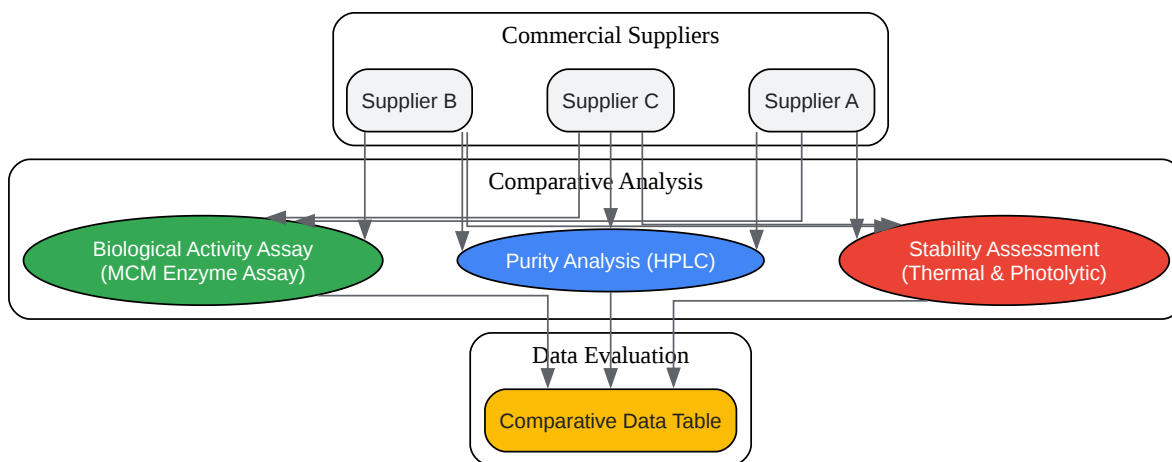 Commercial Suppliers
Supplier B
Supplier C
Supplier A
Comparative Analysis
Biological Activity Assay
(MCM Enzyme Assay)
Purity Analysis (HPLC)
Stability Assessment
(Thermal & Photolytic)
Data Evaluation
Comparative Data Table